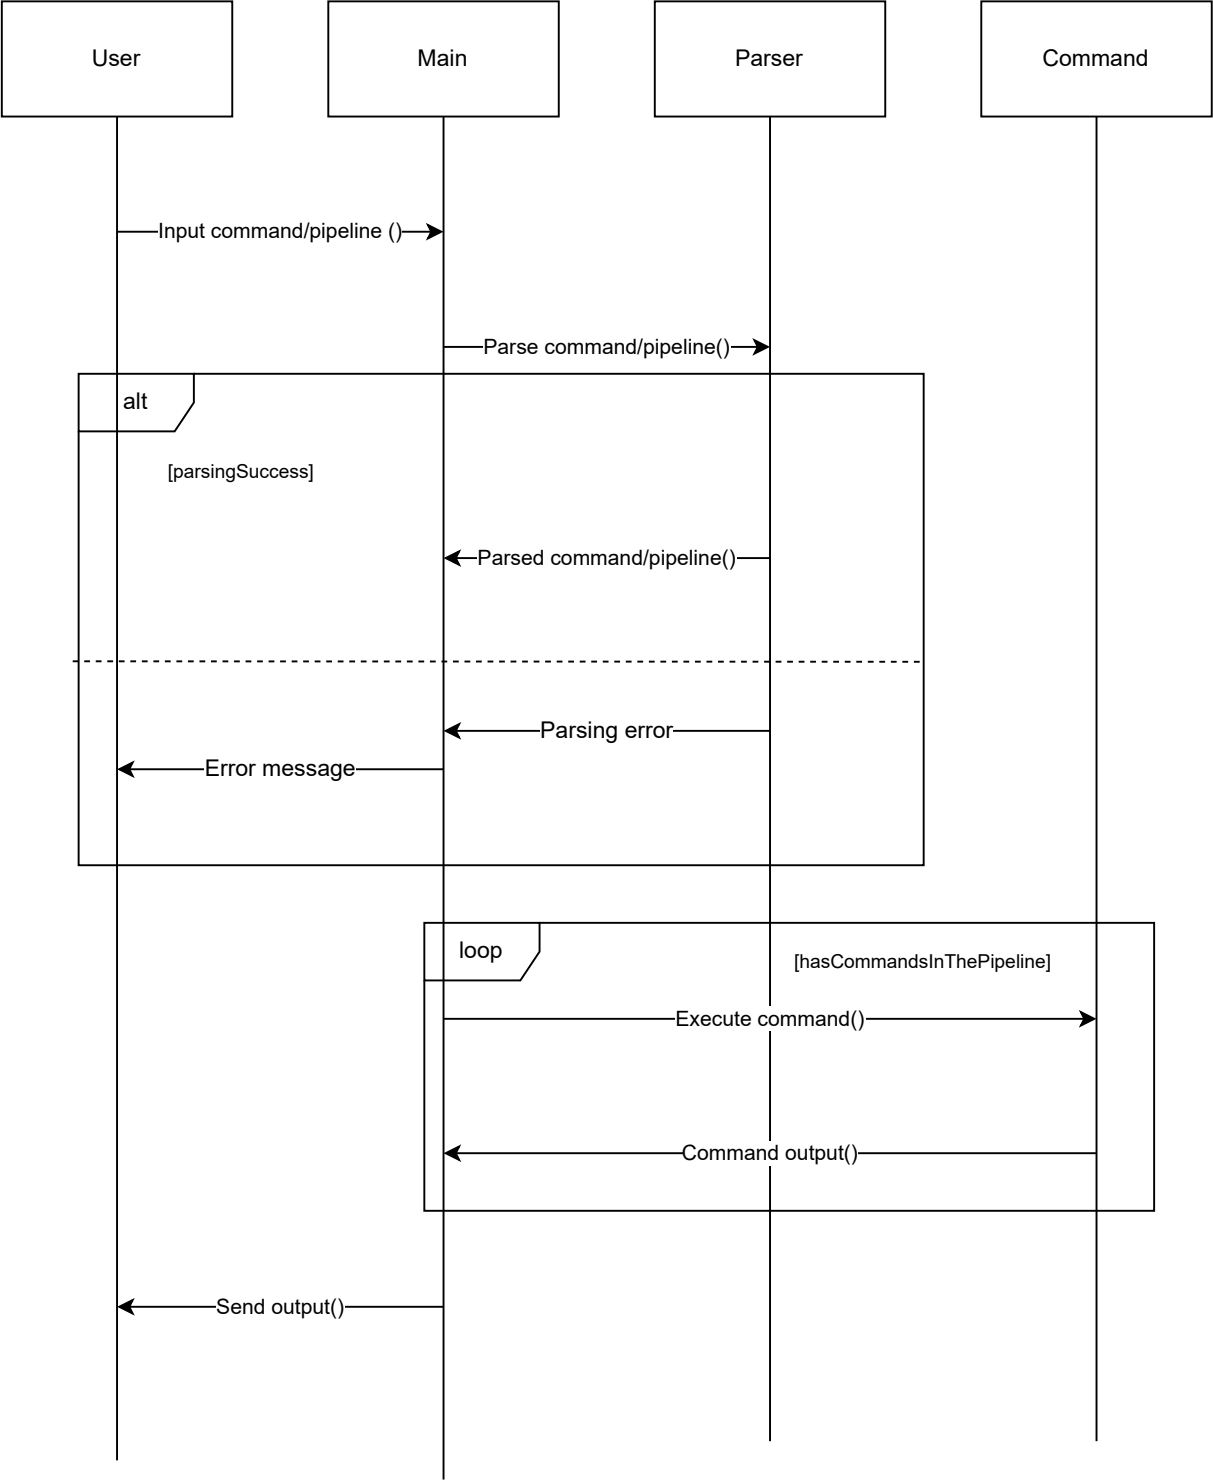 User
Main
Parser
Command
Input command/pipeline ()
Parse command/pipeline()
alt
[parsingSuccess]
Parsed command/pipeline()
Parsing error
Error message
loop
[hasCommandsInThePipeline]
Execute command()
Command output()
Send output()